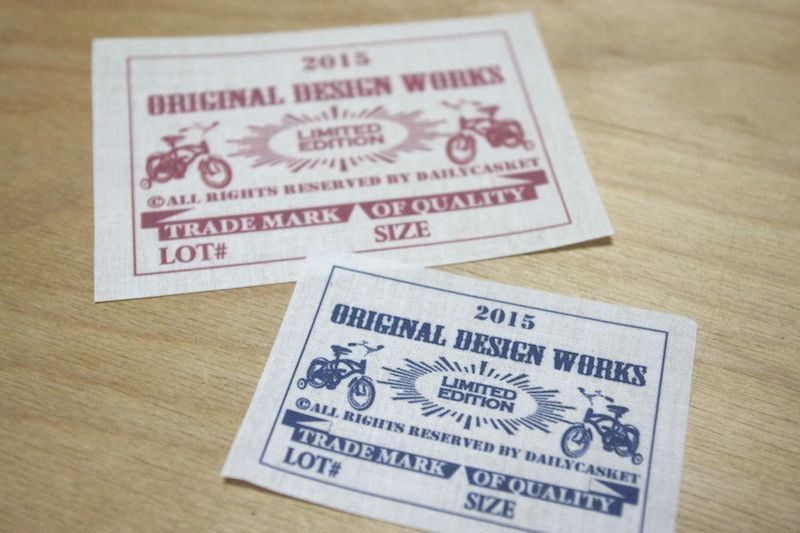 2015
ORIGINAL DESIGN WORKS
LIMITED
EDITION
©ALL RIGHTS RESERVED BY DAILYCASKET
TRADE MARK OF QUALITY
LOT# SIZE
2015
ORIGINAL DESIGN WORKS
LIMITED
EDITION
©ALL RIGHTS RESERVED BY DAILYCASKET
TRADE MARK OF QUALITY
LOT# SIZE